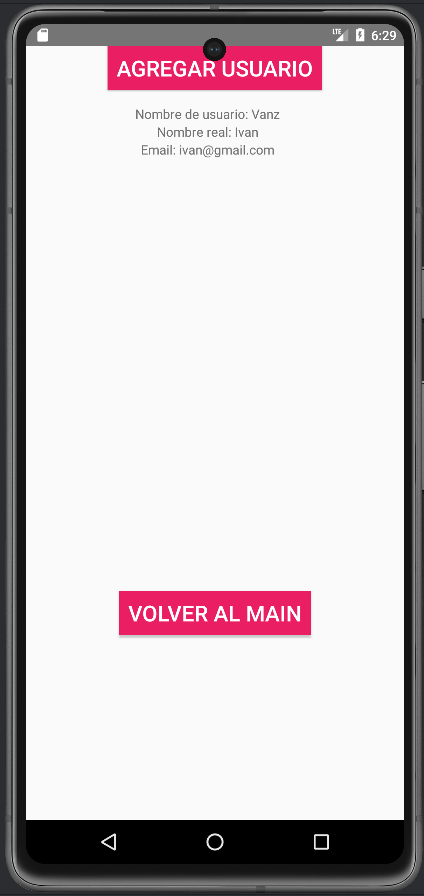 LTE 6:29
AGREGAR USUARIO
Nombre de usuario: Vanz
Nombre real: Ivan
Email: ivan@gmail.com
VOLVER AL MAIN